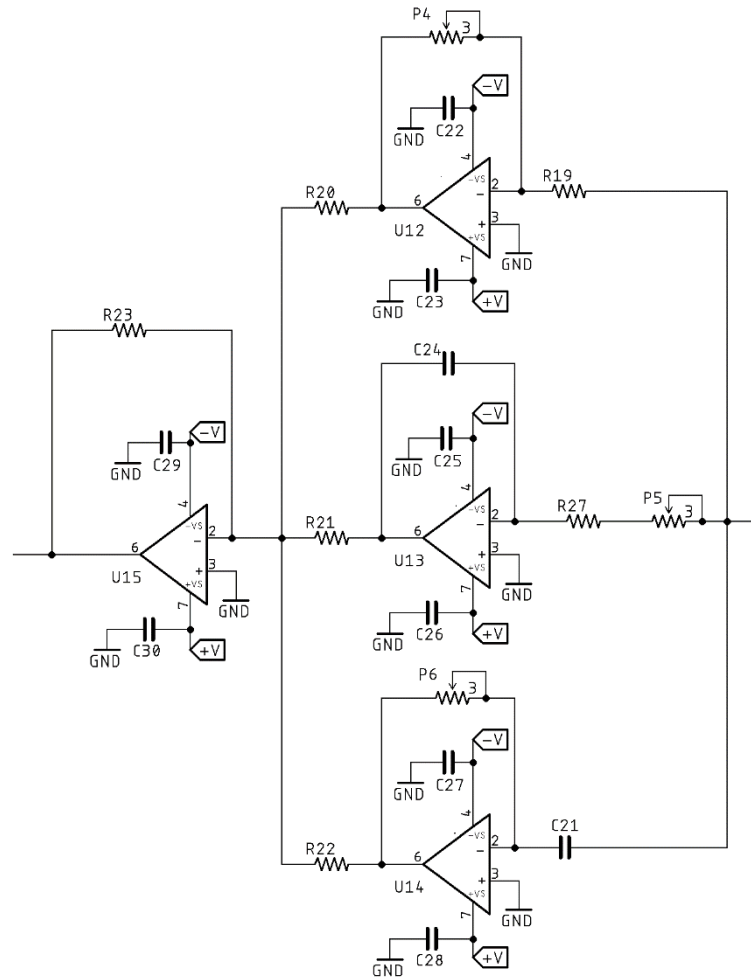 P4
3
-V
GND
C22
4
-VS
R20
6
2
R19
-
U12
+
3
+VS
7
GND
GND
C23
+V
R23
C24
-V
-V
GND
C25
GND
C29
4
4
-VS
R21
6
2
R27
P5
3
-
-VS
6
2
U13
+
3
-
+VS
U15
+
3
7
GND
+VS
7
GND
GND
C26
+V
GND
C30
+V
P6
3
-V
GND
C27
4
-VS
R22
6
2
C21
-
U14
+
3
+VS
7
GND
GND
C28
+V